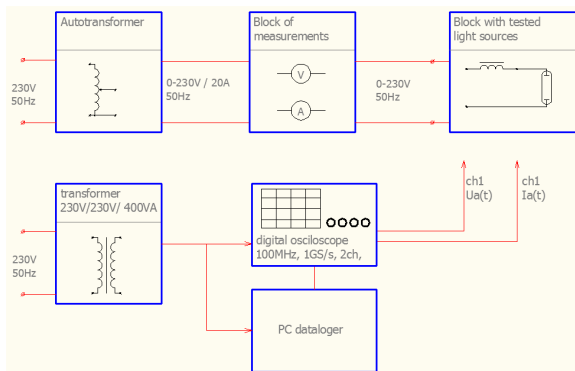 Autotransformer
Block of
measurements
Block with tested
light sources
230V
50Hz
0-230V / 20A
50Hz
V
A
0-230V
50Hz
transformer
230V/230V/ 400VA
230V
50Hz
digital osciloscope
100MHz, 1GS/s, 2ch,
ch1
Ua(t)
ch1
Ia(t)
PC dataloger